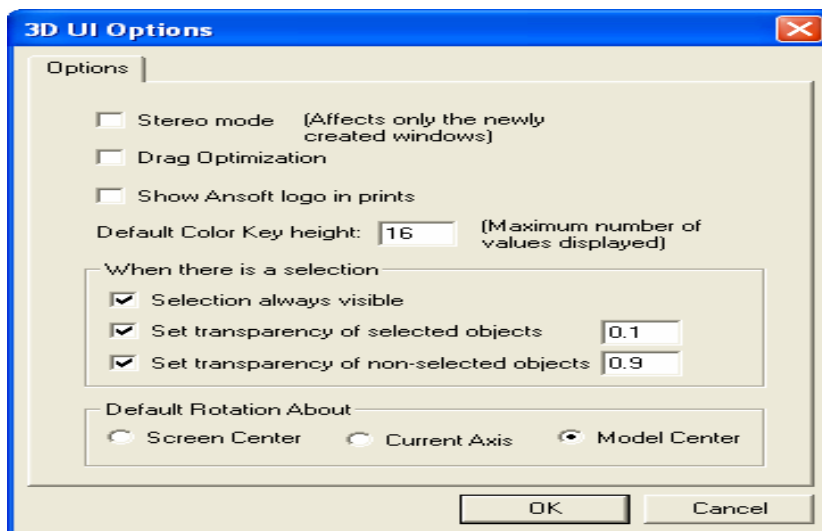 3D UI Options
Options
Stereo mode (Affects only the newly
created windows)
Drag Optimization
Show Ansoft logo in prints
Default Color Key height: 16 (Maximum number of
values displayed)
When there is a selection
Selection always visible
Set transparency of selected objects 0.1
Set transparency of non-selected objects 0.9
Default Rotation About
Screen Center Current Axis Model Center
OK Cancel